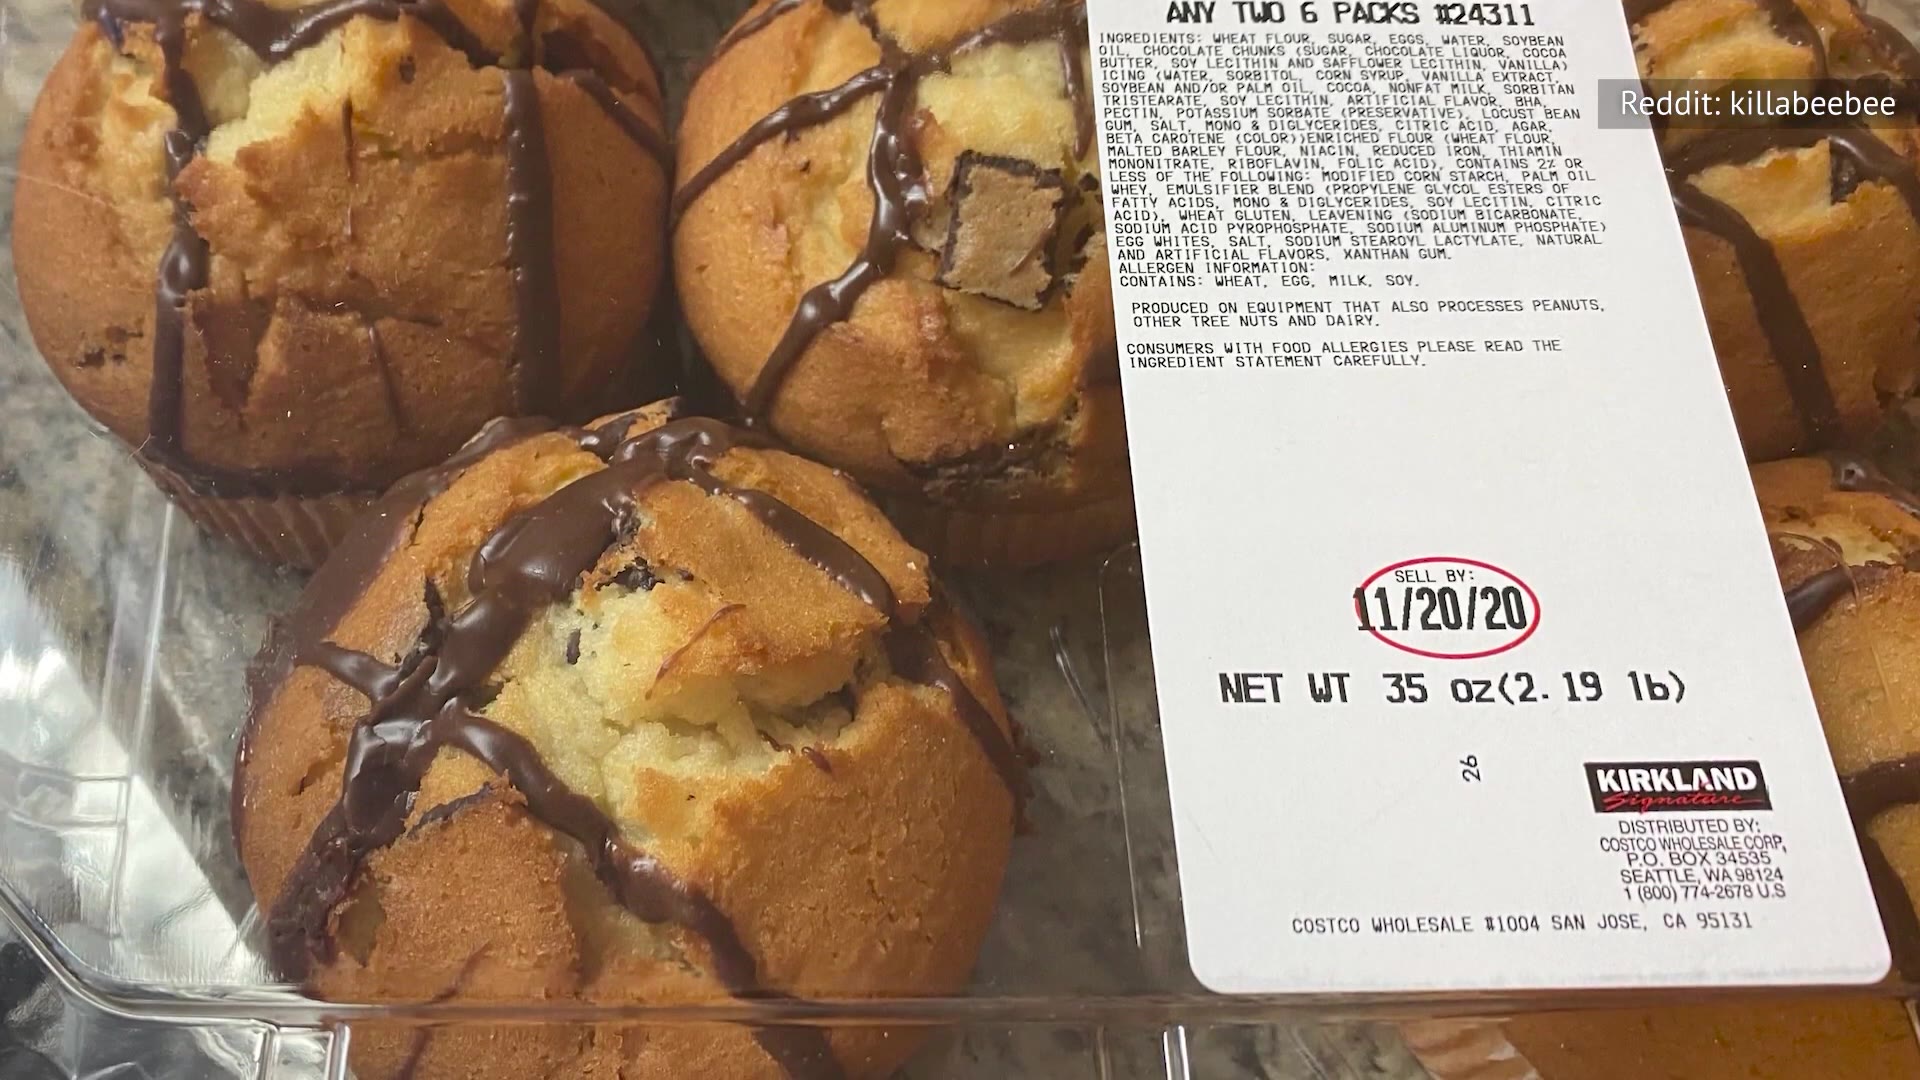 ANY TWO 6 PACKS #24311
INGREDIENTS: WHEAT FLOUR, SUGAR, EGGS, WATER, SOYBEAN
OIL, CHOCOLATE CHUNKS (SUGAR, CHOCOLATE LIQUOR, COCOA
BUTTER, SOY LECITHIN AND SAFFLOWER LECITHIN, VANILLA)
ICING (WATER, SORBITOL, CORN SYRUP, VANILLA EXTRACT,
SOYBEAN AND/OR PALM OIL, COCOA, NONFAT MILK, SORBITAN
TRISTEARATE, SOY LECITHIN, ARTIFICIAL FLAVOR, BHA,
PECTIN, POTASSIUM SORBATE (PRESERVATIVE), LOCUST BEAN
GUM, SALT, MONO & DIGLYCERIDES, CITRIC ACID, AGAR,
BETA CAROTENE (COLOR))ENRICHED FLOUR (WHEAT FLOUR,
MALTED BARLEY FLOUR, NIACIN, REDUCED IRON, THIAMIN
MONONITRATE, RIBOFLAVIN, FOLIC ACID), CONTAINS 2% OR
LESS OF THE FOLLOWING: MODIFIED CORN STARCH, PALM OIL
WHEY, EMULSIFIER BLEND (PROPYLENE GLYCOL ESTERS OF
FATTY ACIDS, MONO & DIGLYCERIDES, SOY LECITIN, CITRIC
ACID), WHEAT GLUTEN, LEAVENING (SODIUM BICARBONATE,
SODIUM ACID PYROPHOSPHATE, SODIUM ALUMINUM PHOSPHATE)
EGG WHITES, SALT, SODIUM STEAROYL LACTYLATE, NATURAL
AND ARTIFICIAL FLAVORS, XANTHAN GUM.
ALLERGEN INFORMATION:
CONTAINS: WHEAT, EGG, MILK, SOY.
PRODUCED ON EQUIPMENT THAT ALSO PROCESSES PEANUTS,
OTHER TREE NUTS AND DAIRY.
CONSUMERS WITH FOOD ALLERGIES PLEASE READ THE
INGREDIENT STATEMENT CAREFULLY.
SELL BY:
11/20/20
NET WT 35 oz(2.19 lb)
26
KIRKLAND
Signature
DISTRIBUTED BY:
COSTCO WHOLESALE CORP,
P.O. BOX 34535
SEATTLE, WA 98124
1 (800) 774-2678 U.S
COSTCO WHOLESALE #1004 SAN JOSE, CA 95131
Reddit: killabeebee